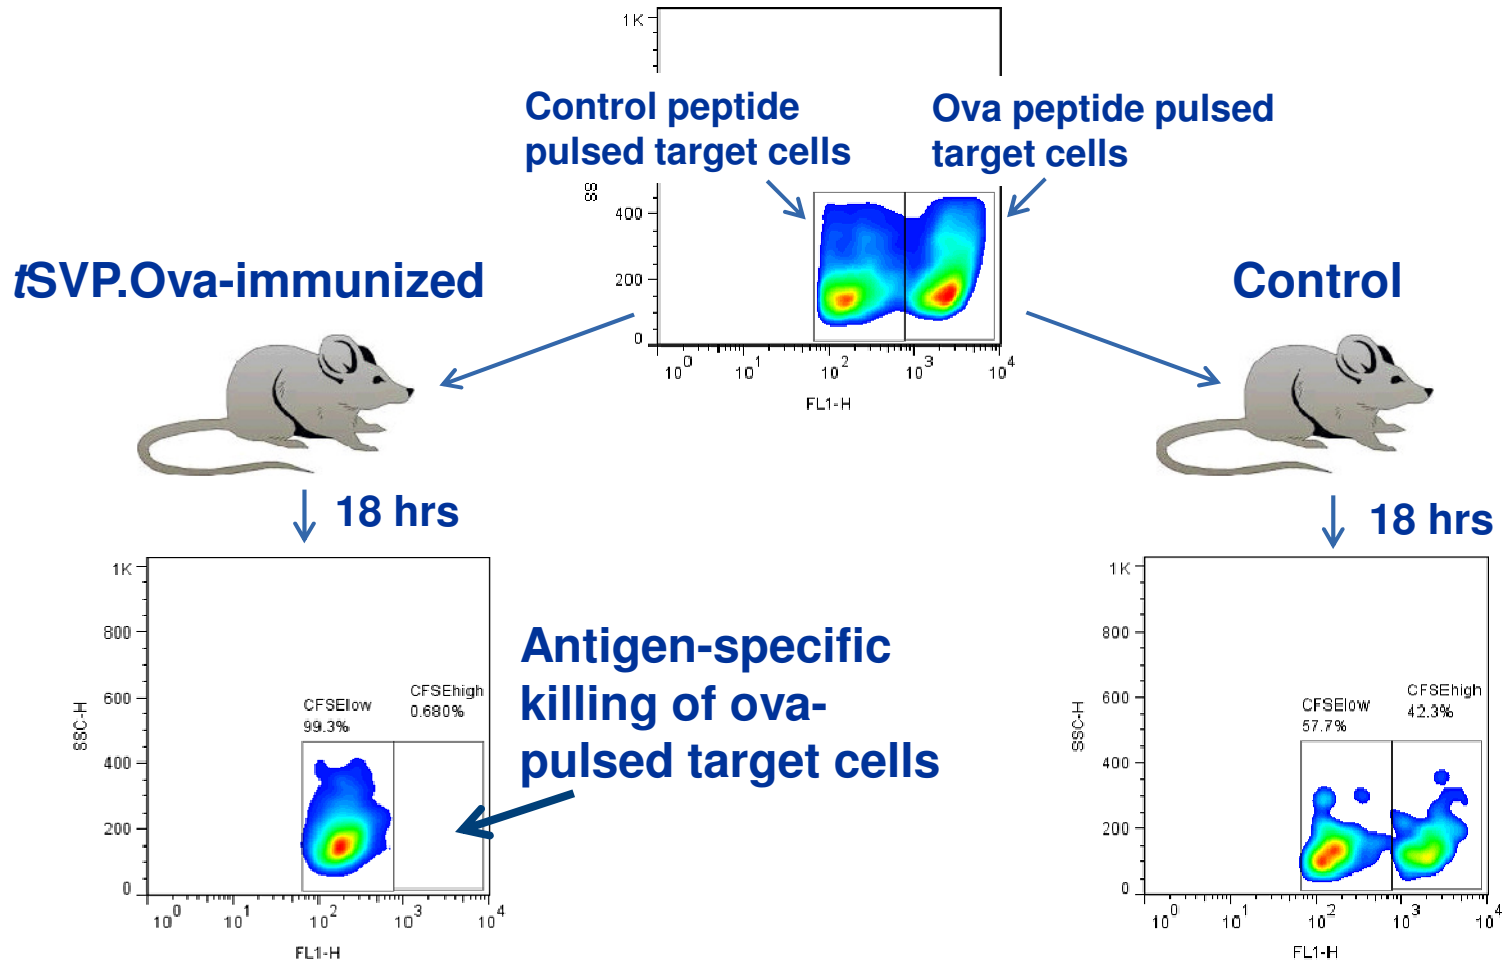 1K
Control peptide
pulsed target cells
Ova peptide pulsed
target cells
SS
400
200
0
10^0 10^1 10^2 10^3 10^4
FL1-H
tSVP.Ova-immunized
Control
18 hrs
18 hrs
1K
800
600
400
200
0
SSC-H
CFSElow
99.3%
CFSEhigh
0.680%
10^0 10^1 10^2 10^3 10^4
FL1-H
Antigen-specific
killing of ova-
pulsed target cells
1K
800
600
400
200
0
SSC-H
CFSElow
57.7%
CFSEhigh
42.3%
10^0 10^1 10^2 10^3 10^4
FL1-H